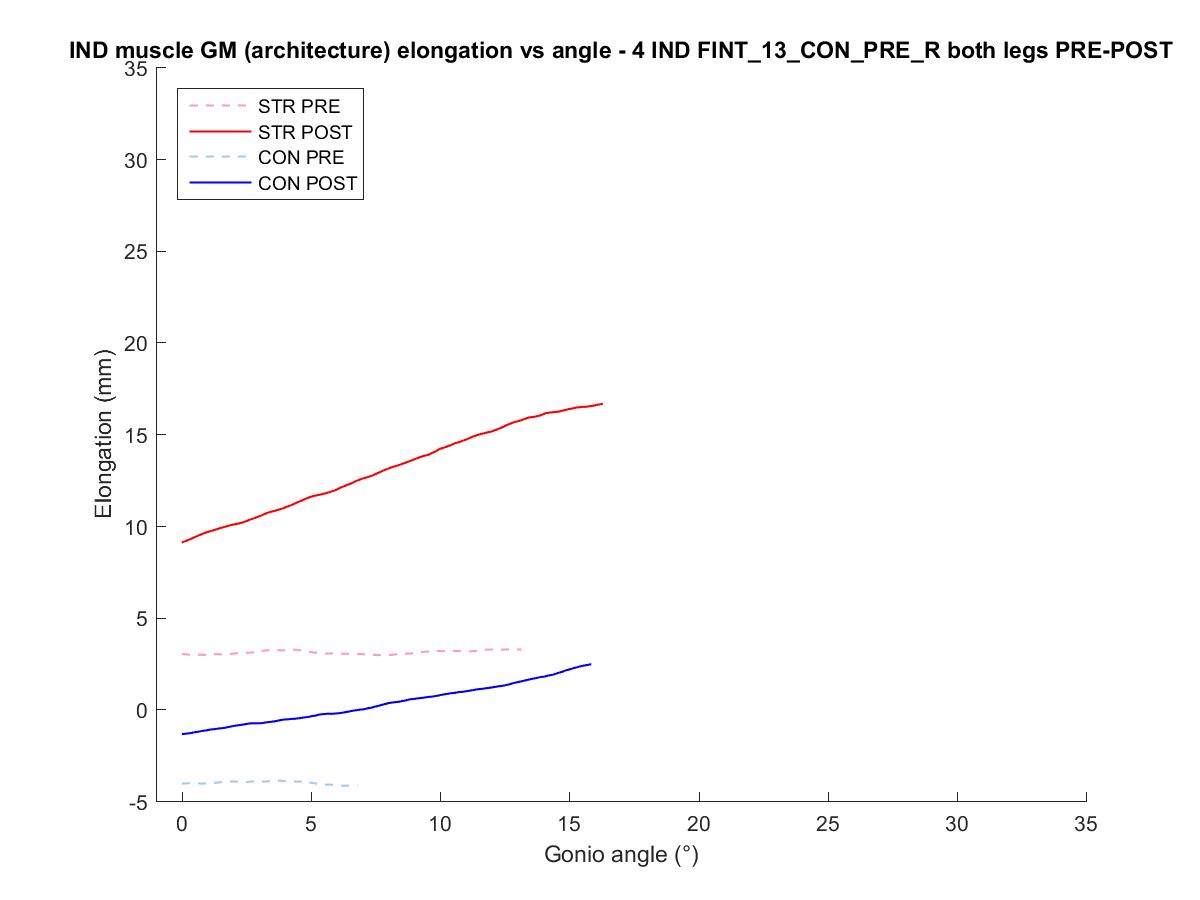 IND muscle GM (architecture) elongation vs angle - 4 IND FINT_13_CON_PRE_R both legs PRE-POST
35
30
25
20
15
10
5
0
-5
Elongation (mm)
STR PRE
STR POST
CON PRE
CON POST
0 5 10 15 20 25 30 35
Gonio angle (°)